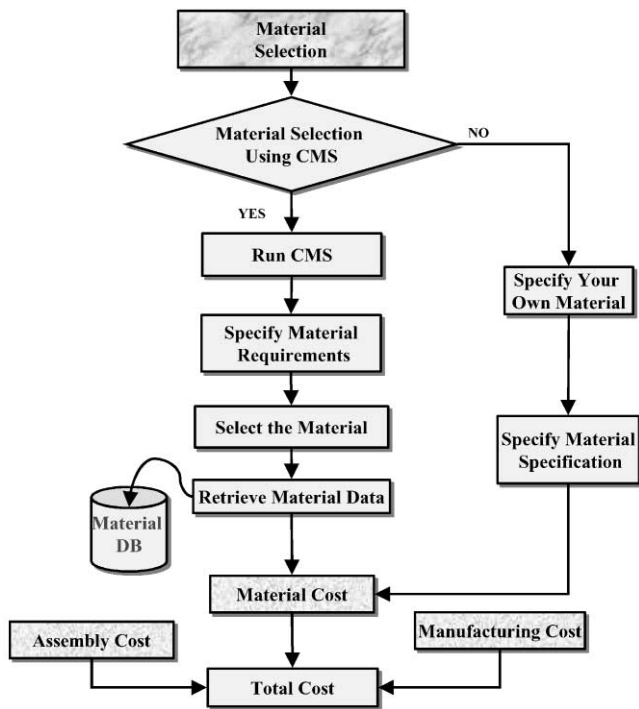 Material
Selection
Material Selection
Using CMS
NO
YES
Run CMS
Specify Your
Own Material
Specify Material
Requirements
Select the Material
Specify Material
Specification
Retrieve Material Data
Material
DB
Material Cost
Assembly Cost
Manufacturing Cost
Total Cost